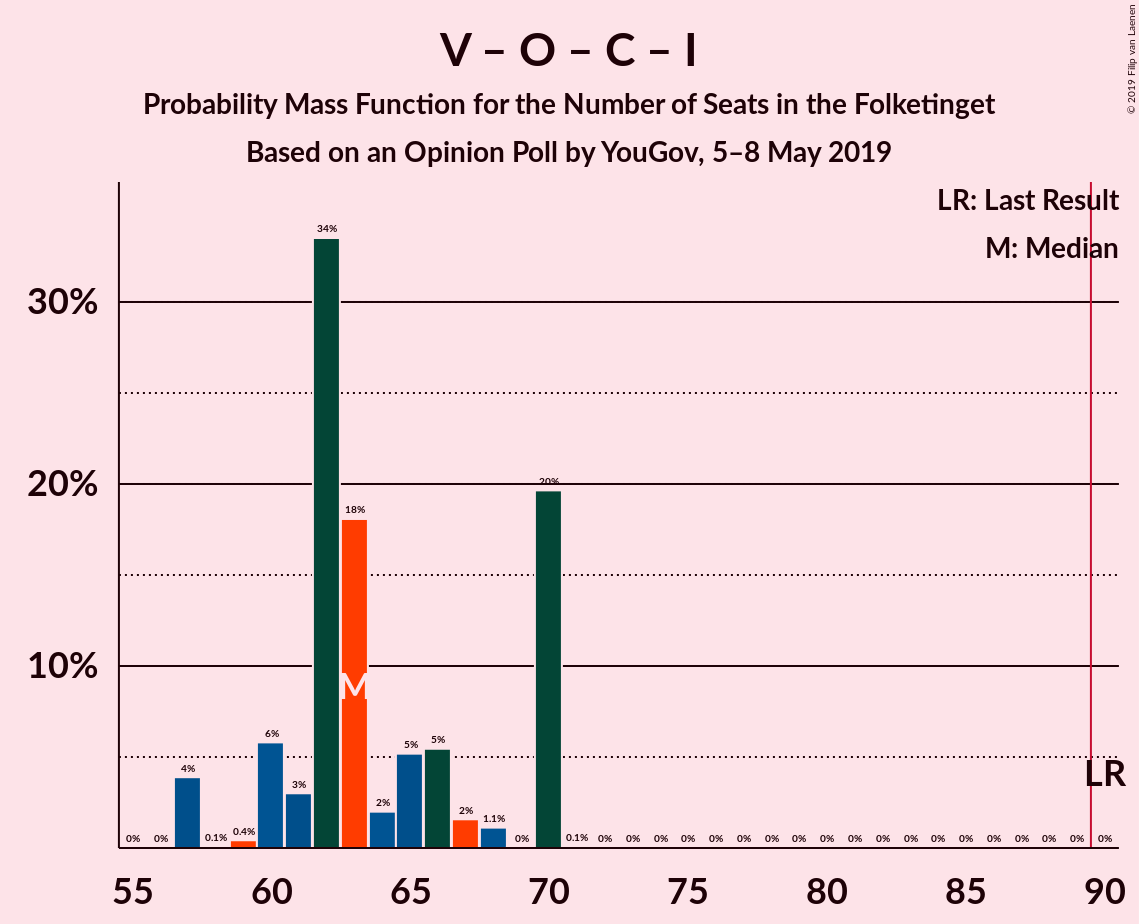 V – O – C – I
Probability Mass Function for the Number of Seats in the Folketinget
Based on an Opinion Poll by YouGov, 5–8 May 2019
© 2019 Filip van Laenen
LR: Last Result
M: Median
34%
30%
20%
20%
18%
10%
M
6%
5%
5%
4%
LR
3%
2%
2%
1.1%
0% 0% 0.1% 0.4% 0% 0.1% 0% 0% 0% 0% 0% 0% 0% 0% 0% 0% 0% 0% 0% 0% 0% 0% 0% 0% 0%
55 60 65 70 75 80 85 90